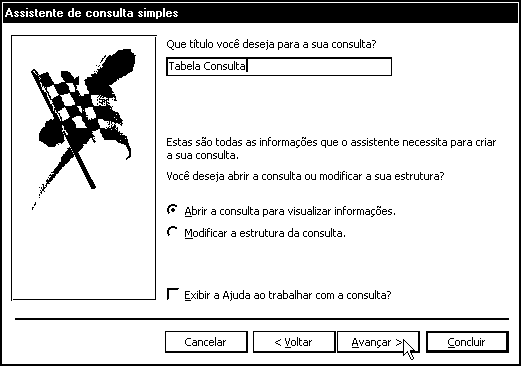 Assistente de consulta simples
Que título você deseja para a sua consulta?
Tabela Consulta
Estas são todas as informações que o assistente necessita para criar
a sua consulta.
Você deseja abrir a consulta ou modificar a sua estrutura?
Abrir a consulta para visualizar informações.
Modificar a estrutura da consulta.
Exibir a Ajuda ao trabalhar com a consulta?
Cancelar
< Voltar
Avançar >
Concluir